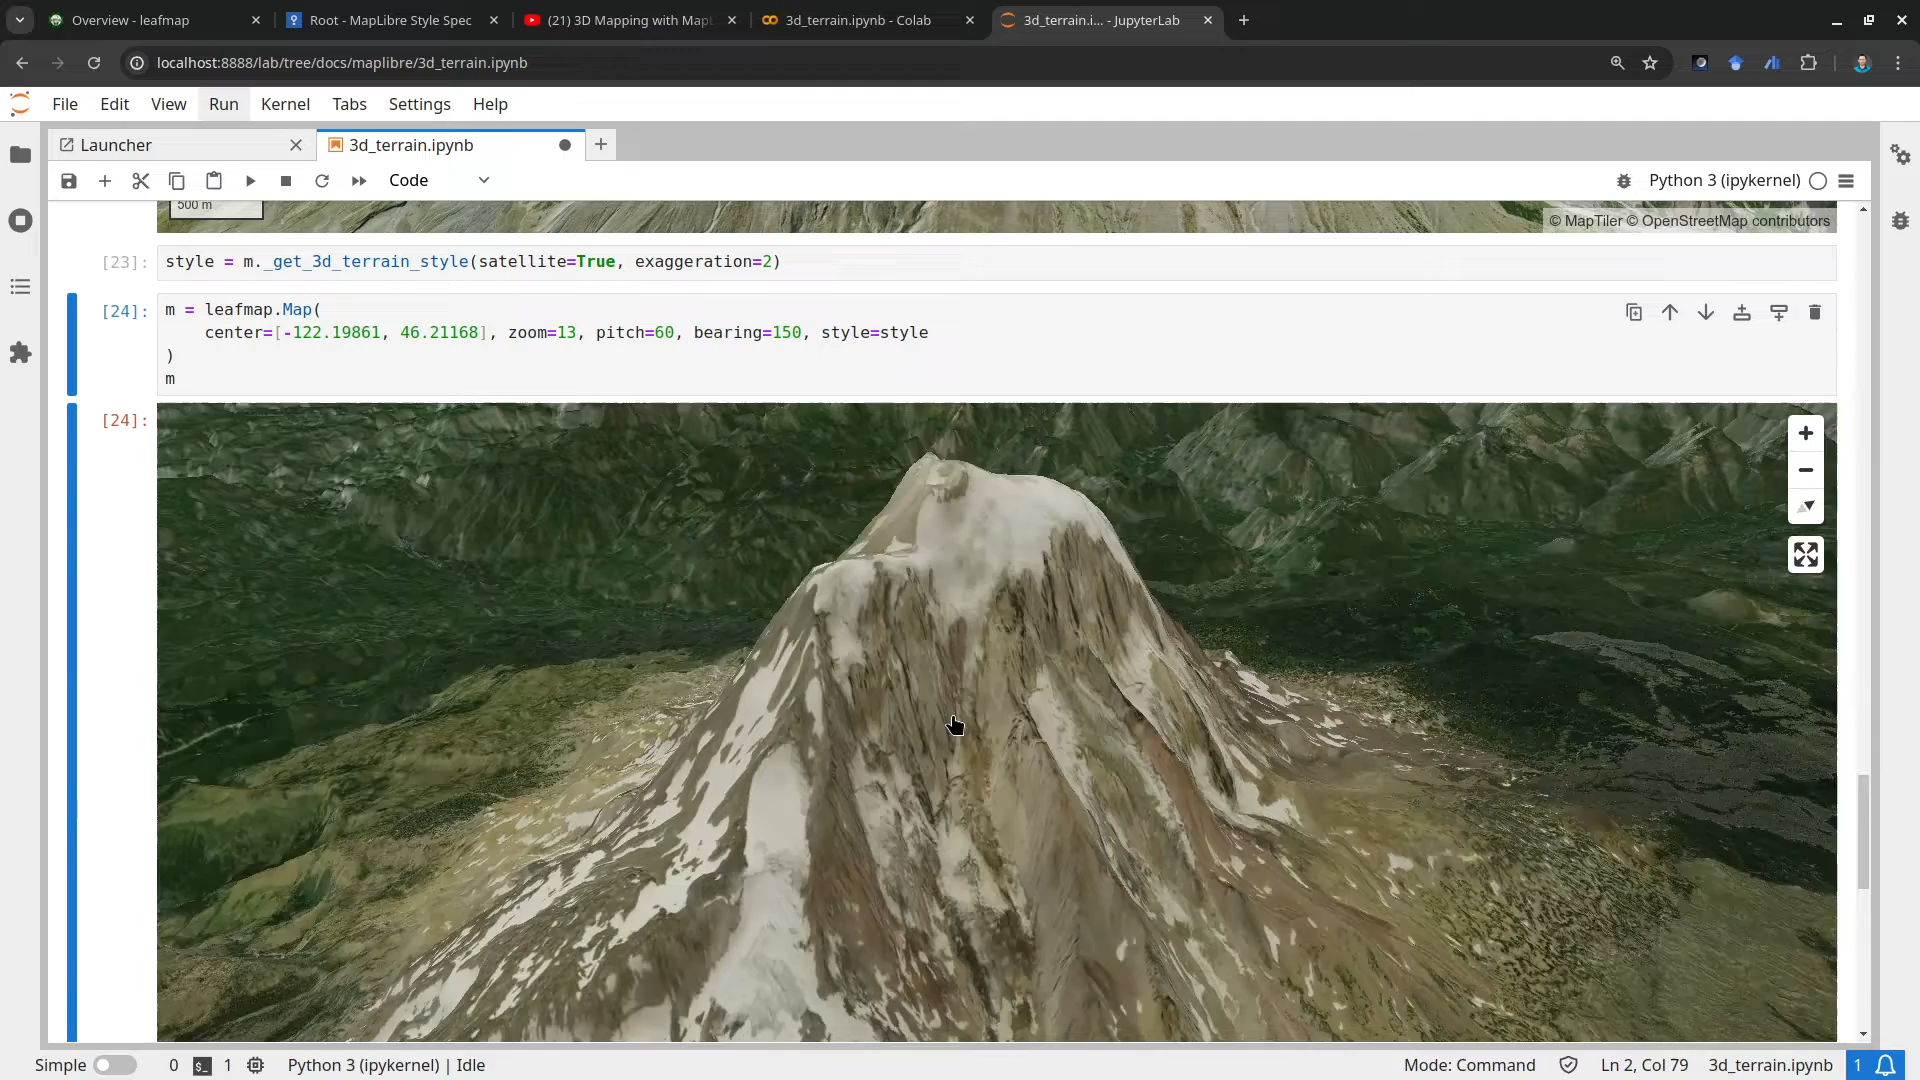 Overview - leafmap
Root - MapLibre Style Spec
(21) 3D Mapping with Map
3d_terrain.ipynb - Colab
3d_terrain.i... - JupyterLab
localhost:8888/lab/tree/docs/maplibre/3d_terrain.ipynb
File Edit View Run Kernel Tabs Settings Help
Launcher
3d_terrain.ipynb
Code
Python 3 (ipykernel)
500 m
© MapTiler © OpenStreetMap contributors
[23]: style = m._get_3d_terrain_style(satellite=True, exaggeration=2)
[24]: m = leafmap.Map(
center=[-122.19861, 46.21168], zoom=13, pitch=60, bearing=150, style=style
)
m
[24]:
Simple 0 $_ 1 Python 3 (ipykernel) | Idle Mode: Command Ln 2, Col 79 3d_terrain.ipynb 1